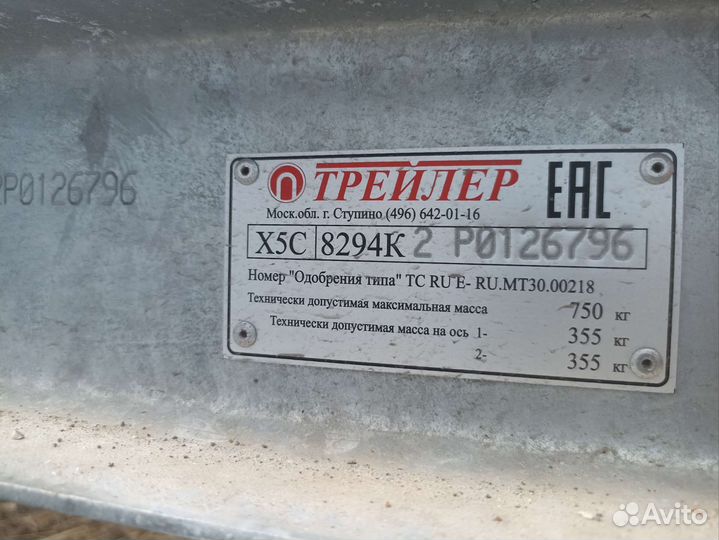 2P0126796
ТРЕЙЛЕР EAC
Моск.обл. г. Ступино (496) 642-01-16
X5C 8294K 2 P0126796
Номер "Одобрения типа" ТС RU E- RU.MT30.00218
Технически допустимая максимальная масса 750 кг
Технически допустимая масса на ось 1- 355 кг
2- 355 кг
Avito